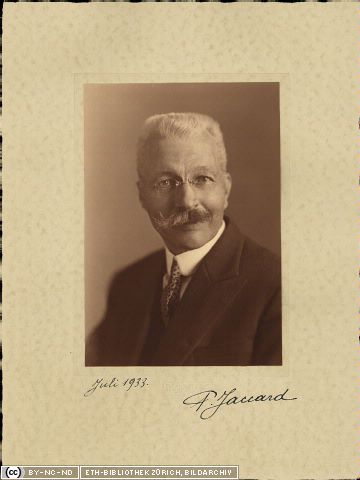 Juli 1933.
P. Jaccard
cc BY-NC-ND ETH-BIBLIOTHEK ZÜRICH, BILDARCHIV